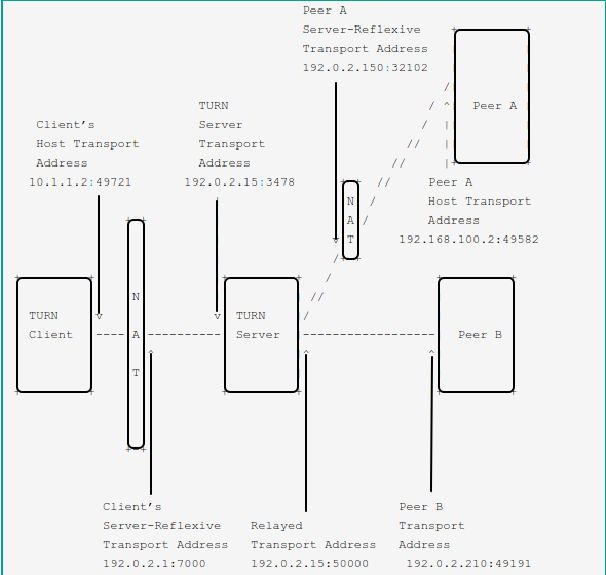 Peer A
Server-Reflexive
Transport Address
192.0.2.150:32102
Peer A
TURN
Server
Transport
Address
192.0.2.15:3478
Client's
Host Transport
Address
10.1.1.2:49721
N
A
T
Peer A
Host Transport
Address
192.168.100.2:49582
TURN
Client
N
A
T
TURN
Server
Peer B
Client's
Server-Reflexive
Transport Address
192.0.2.1:7000
Relayed
Transport Address
192.0.2.15:50000
Peer B
Transport
Address
192.0.2.210:49191